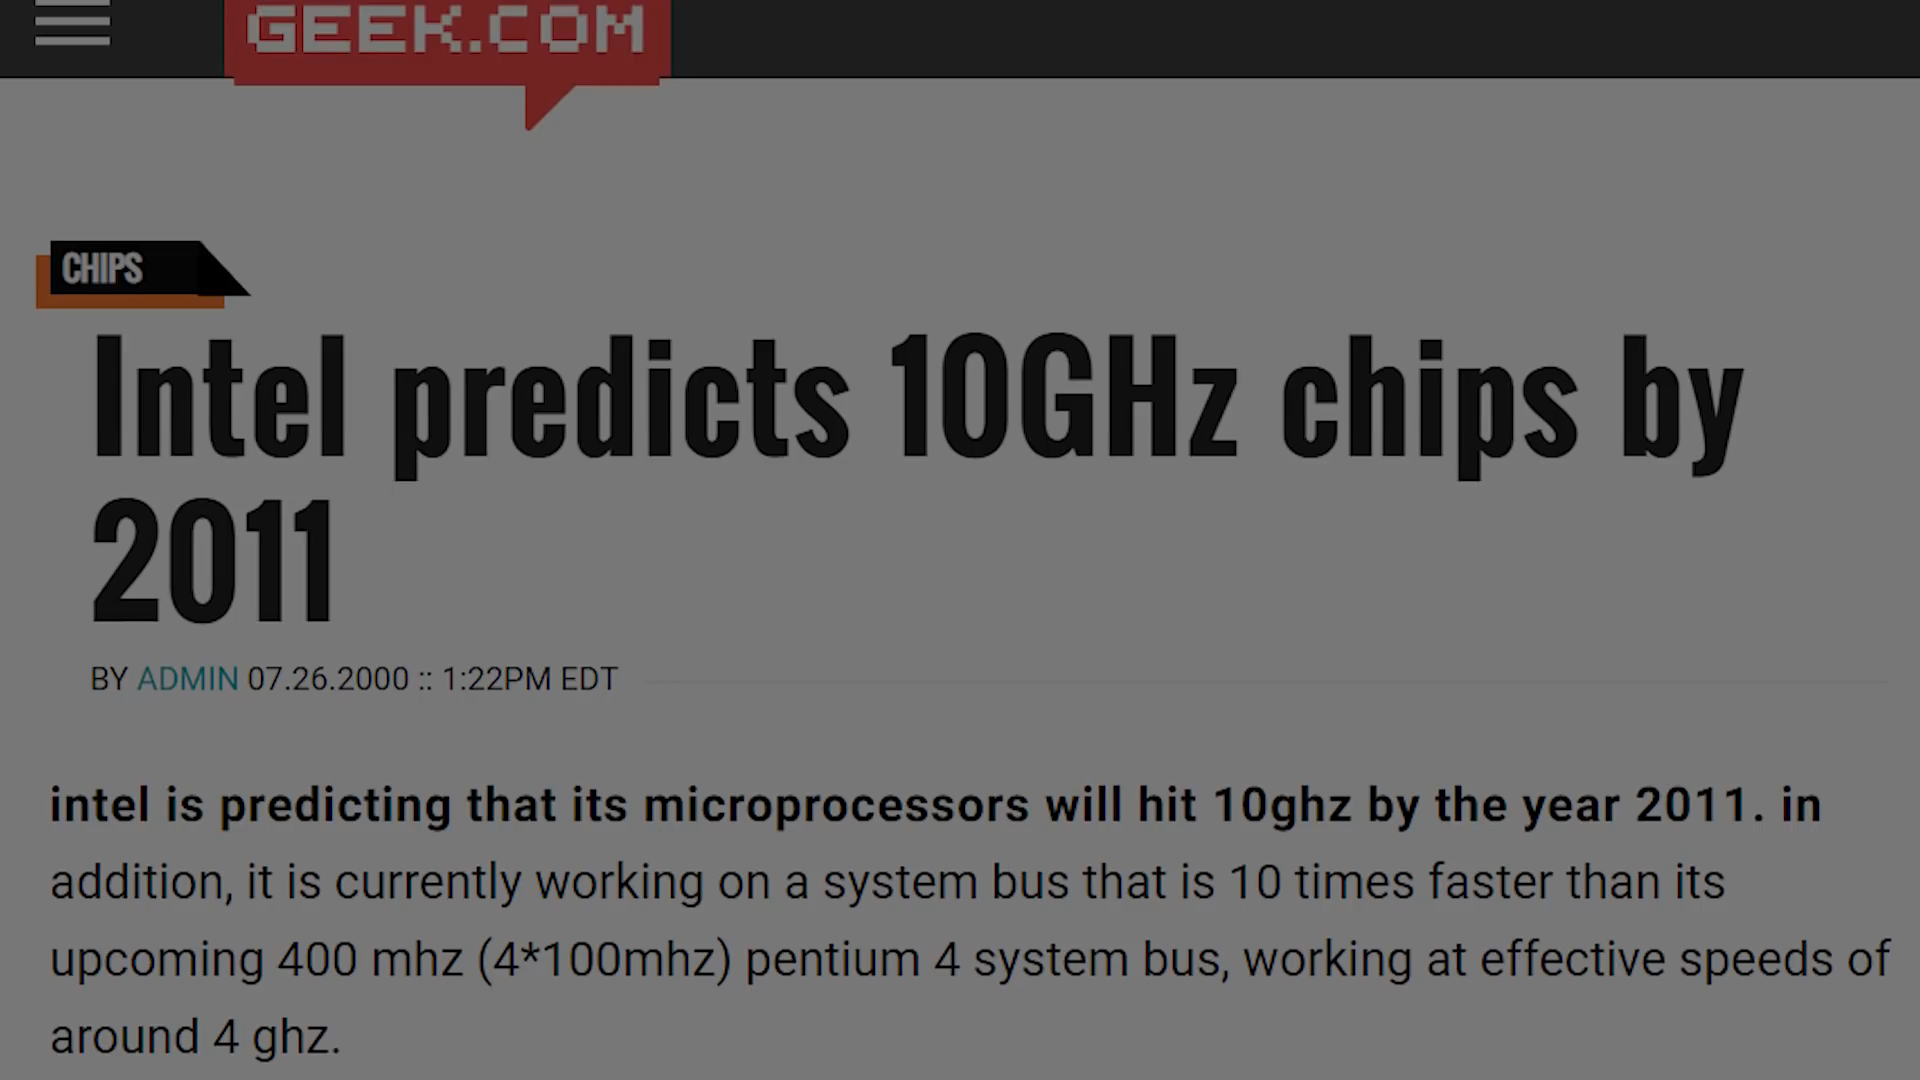 GEEK.COM
CHIPS
Intel predicts 10GHz chips by
2011
BY ADMIN 07.26.2000 :: 1:22PM EDT
intel is predicting that its microprocessors will hit 10ghz by the year 2011. in
addition, it is currently working on a system bus that is 10 times faster than its
upcoming 400 mhz (4*100mhz) pentium 4 system bus, working at effective speeds of
around 4 ghz.